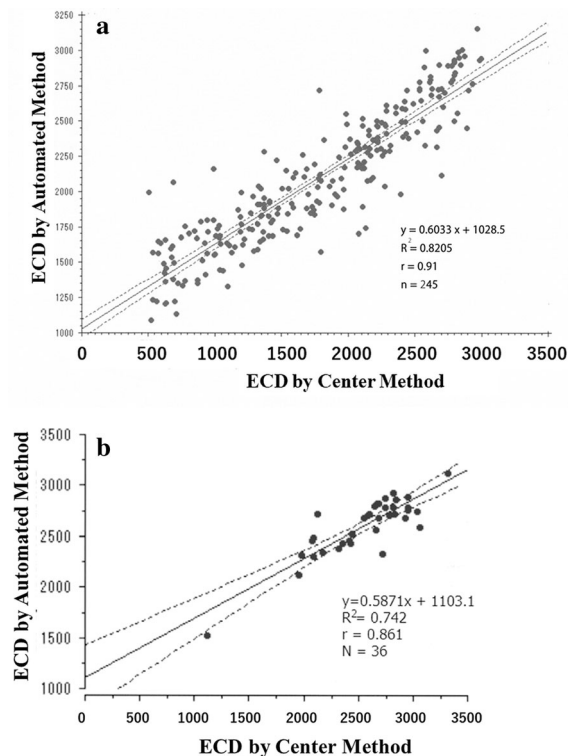 a
3250
3000
2750
2500
2250
2000
1750
1500
1250
1000
ECD by Automated Method
y = 0.6033 x + 1028.5
R² = 0.8205
r = 0.91
n = 245
0 500 1000 1500 2000 2500 3000 3500
ECD by Center Method
b
3500
3000
2500
2000
1500
1000
ECD by Automated Method
y=0.5871x + 1103.1
R²= 0.742
r = 0.861
N = 36
0 500 1000 1500 2000 2500 3000 3500
ECD by Center Method